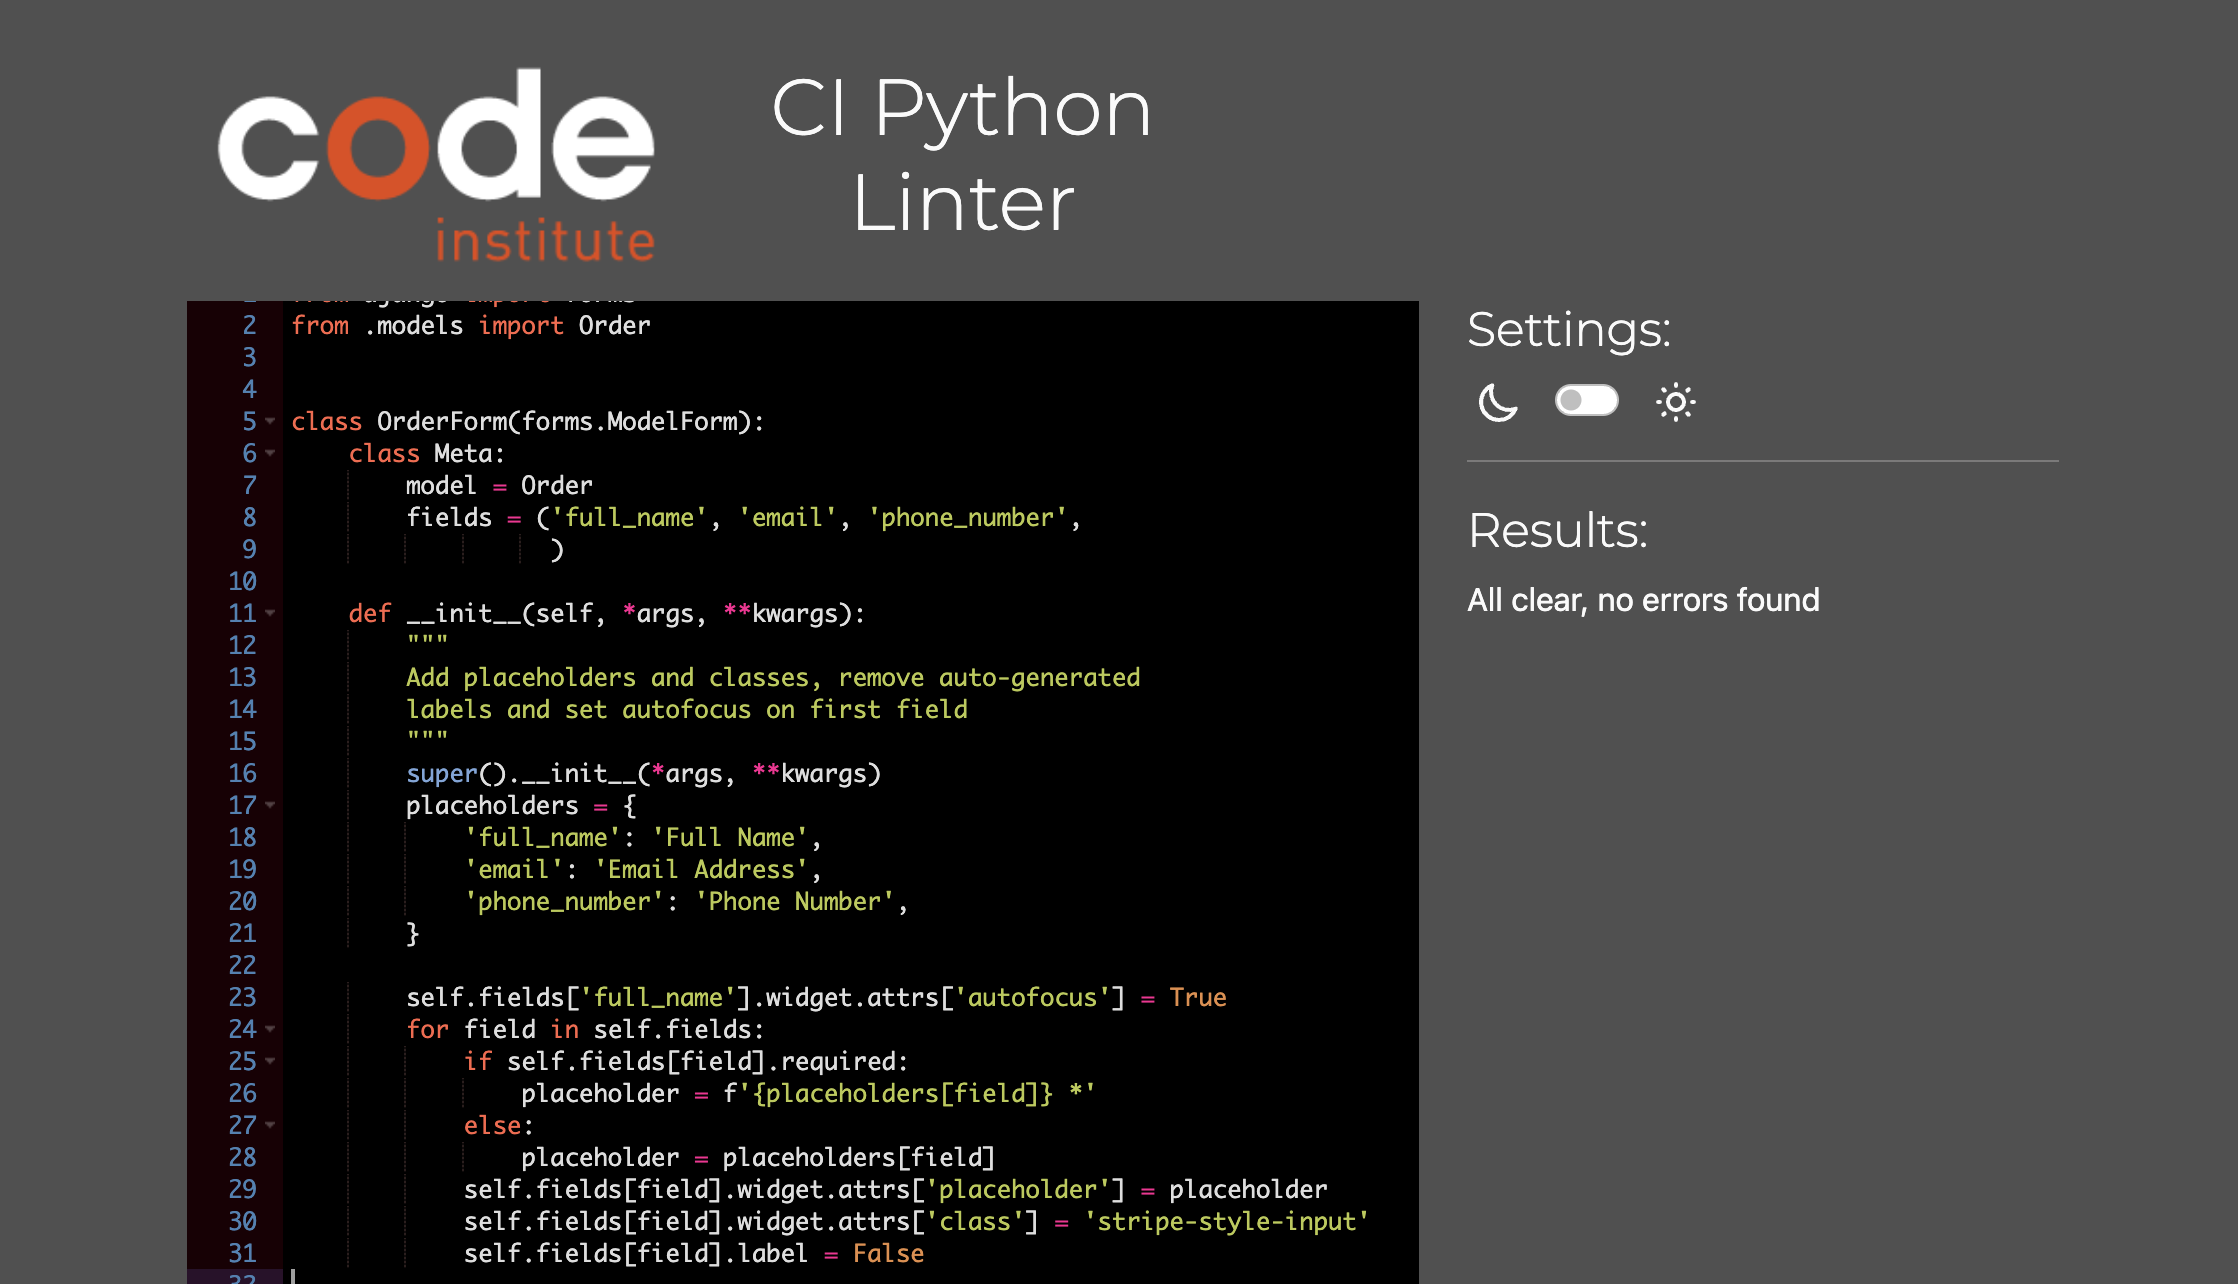 code
institute
CI Python
Linter
from django import forms
2 from .models import Order
3
4
5 class OrderForm(forms.ModelForm):
6     class Meta:
7         model = Order
8         fields = ('full_name', 'email', 'phone_number',
9                   )
10
11     def __init__(self, *args, **kwargs):
12         """
13         Add placeholders and classes, remove auto-generated
14         labels and set autofocus on first field
15         """
16         super().__init__(*args, **kwargs)
17         placeholders = {
18             'full_name': 'Full Name',
19             'email': 'Email Address',
20             'phone_number': 'Phone Number',
21         }
22
23         self.fields['full_name'].widget.attrs['autofocus'] = True
24         for field in self.fields:
25             if self.fields[field].required:
26                 placeholder = f'{placeholders[field]} *'
27             else:
28                 placeholder = placeholders[field]
29             self.fields[field].widget.attrs['placeholder'] = placeholder
30             self.fields[field].widget.attrs['class'] = 'stripe-style-input'
31             self.fields[field].label = False
32
Settings:
Results:
All clear, no errors found